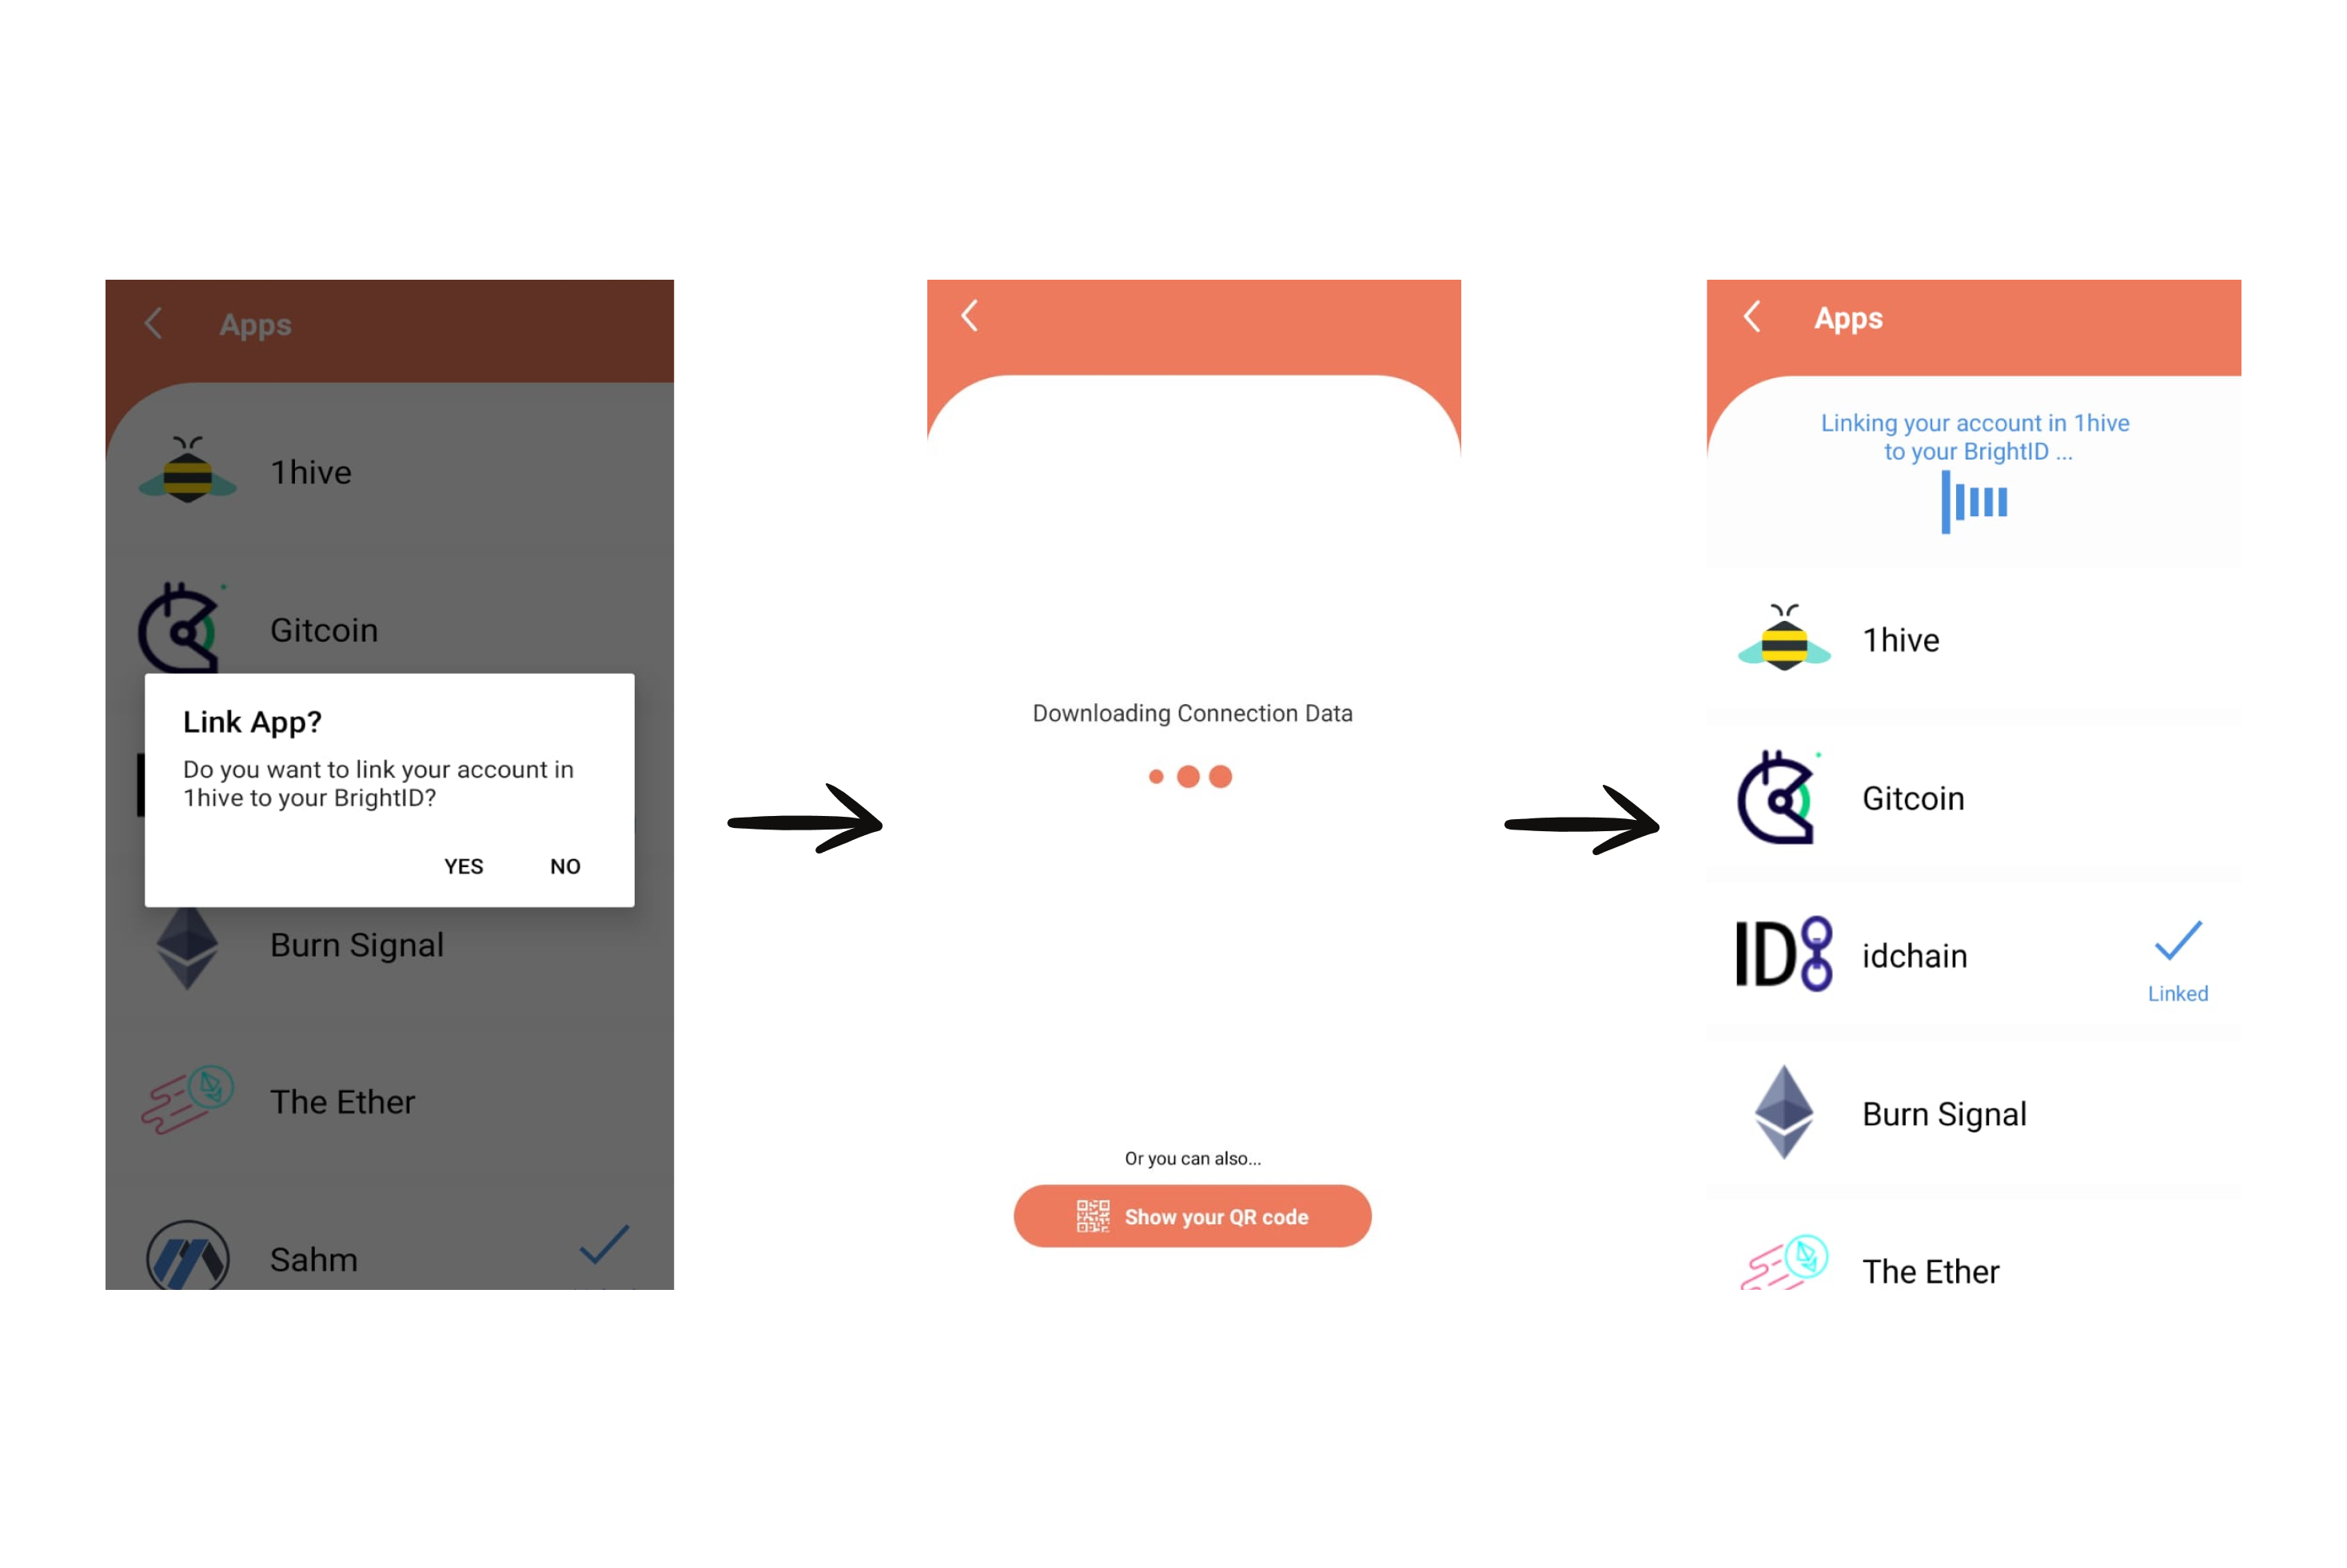 Apps
1hive
Gitcoin
Link App?
Do you want to link your account in
1hive to your BrightID?
YES NO
Burn Signal
The Ether
Sahm
Downloading Connection Data
Or you can also...
Show your QR code
Apps
Linking your account in 1hive
to your BrightID ...
1hive
Gitcoin
ID
idchain
Linked
Burn Signal
The Ether